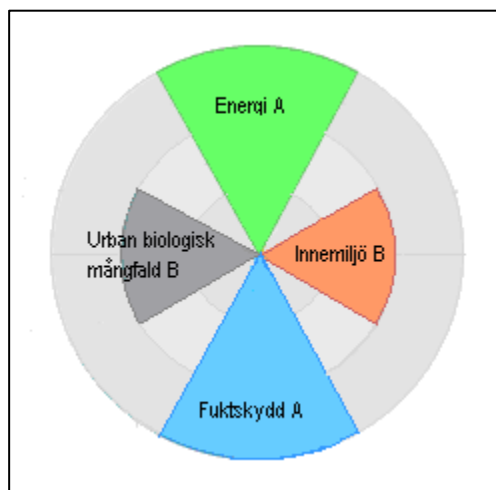 Energi A
Urban biologisk
mångfald B
Innemiljö B
Fuktskydd A